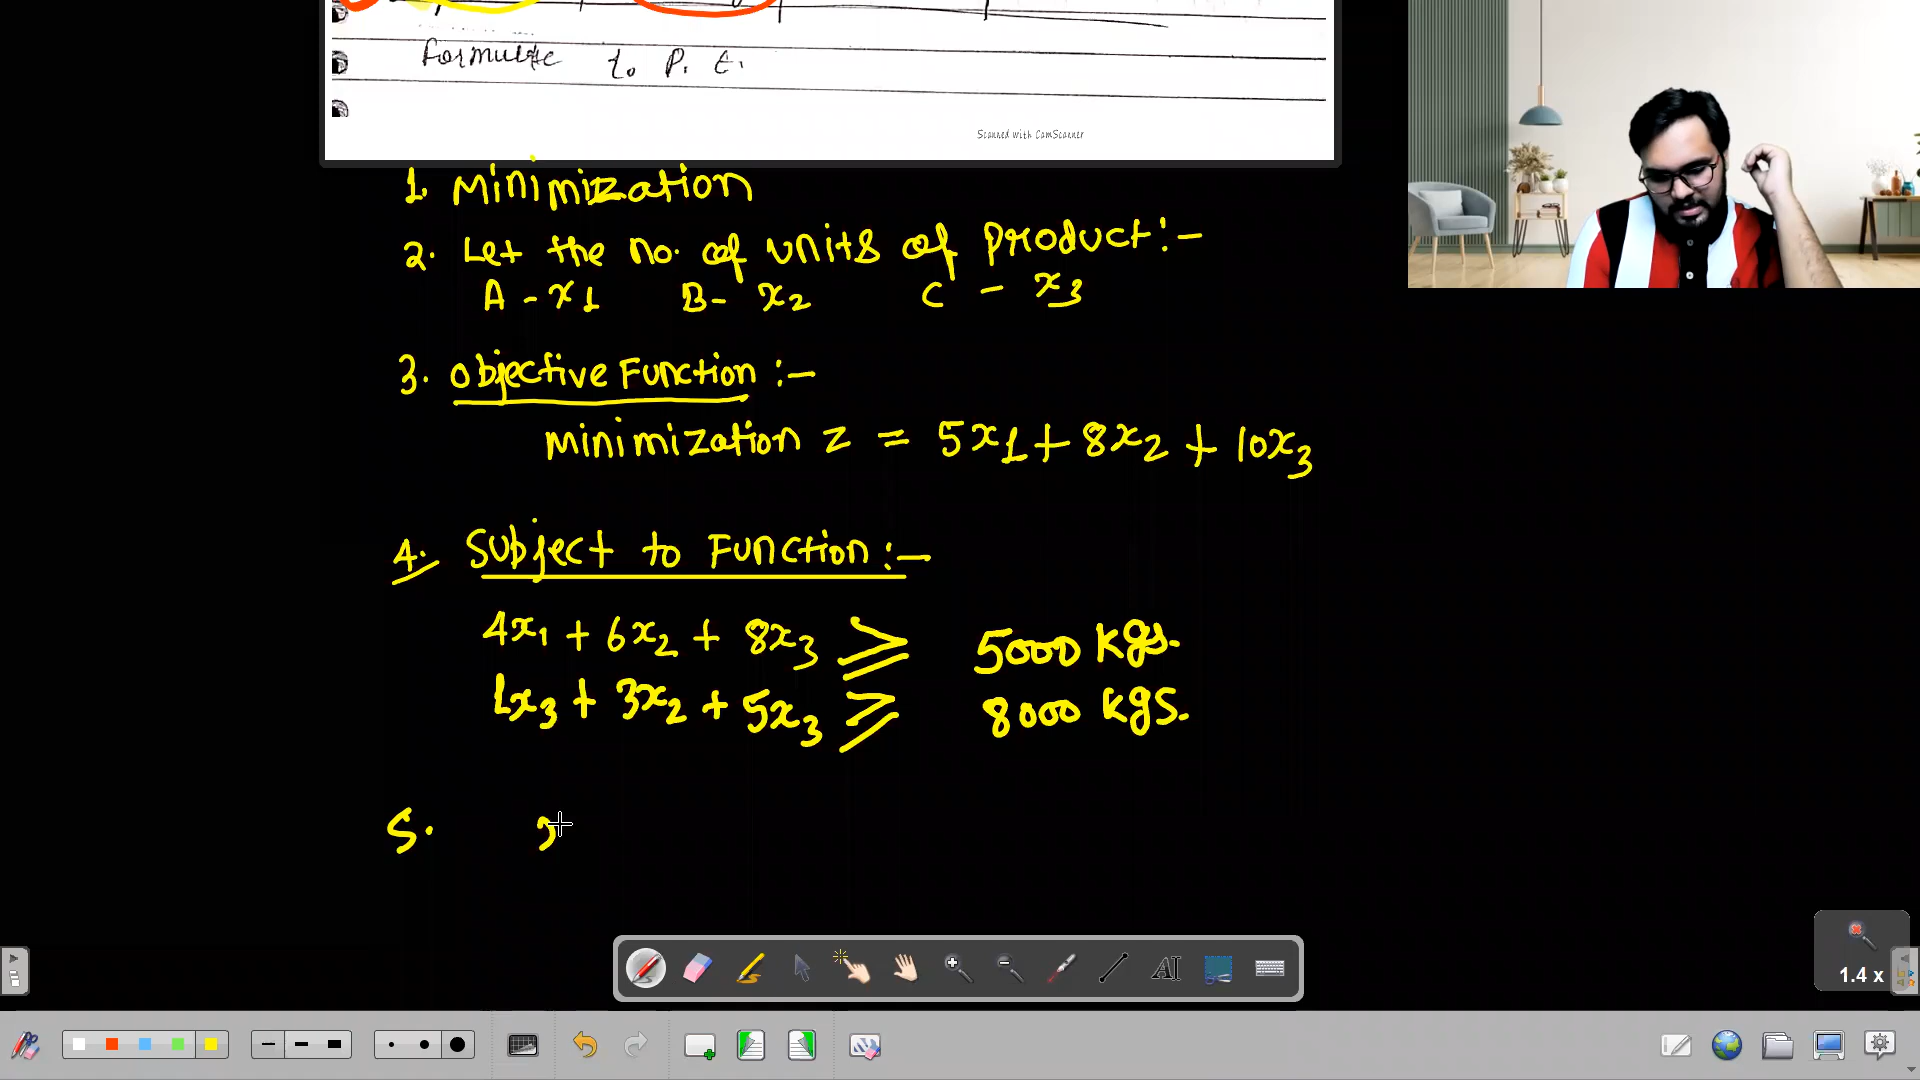 Formulate L. P. P.
Scanned with CamScanner
1. Minimization
2. Let the no. of units of product:-
A - x1 B - x2 C - x3
3. Objective Function :-
minimization z = 5x1 + 8x2 + 10x3
4. Subject to Function :-
4x1 + 6x2 + 8x3 ≥ 5000 kgs.
1x3 + 3x2 + 5x3 ≥ 8000 kgs.
5.
1.4 x